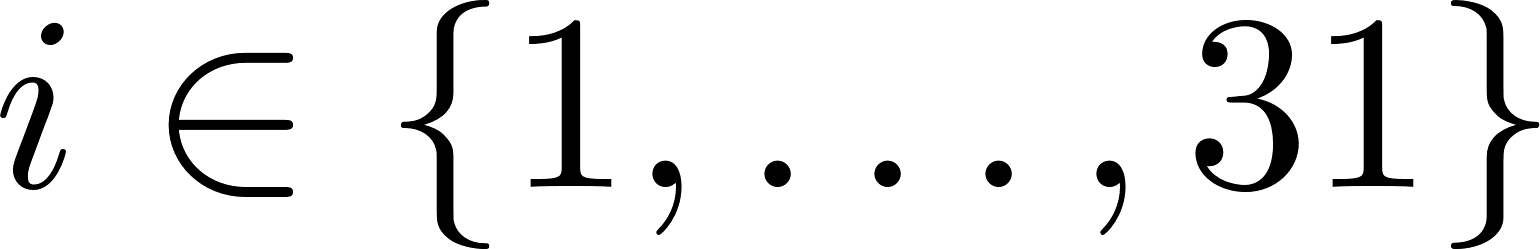 i ∈ {1, . . . , 31}